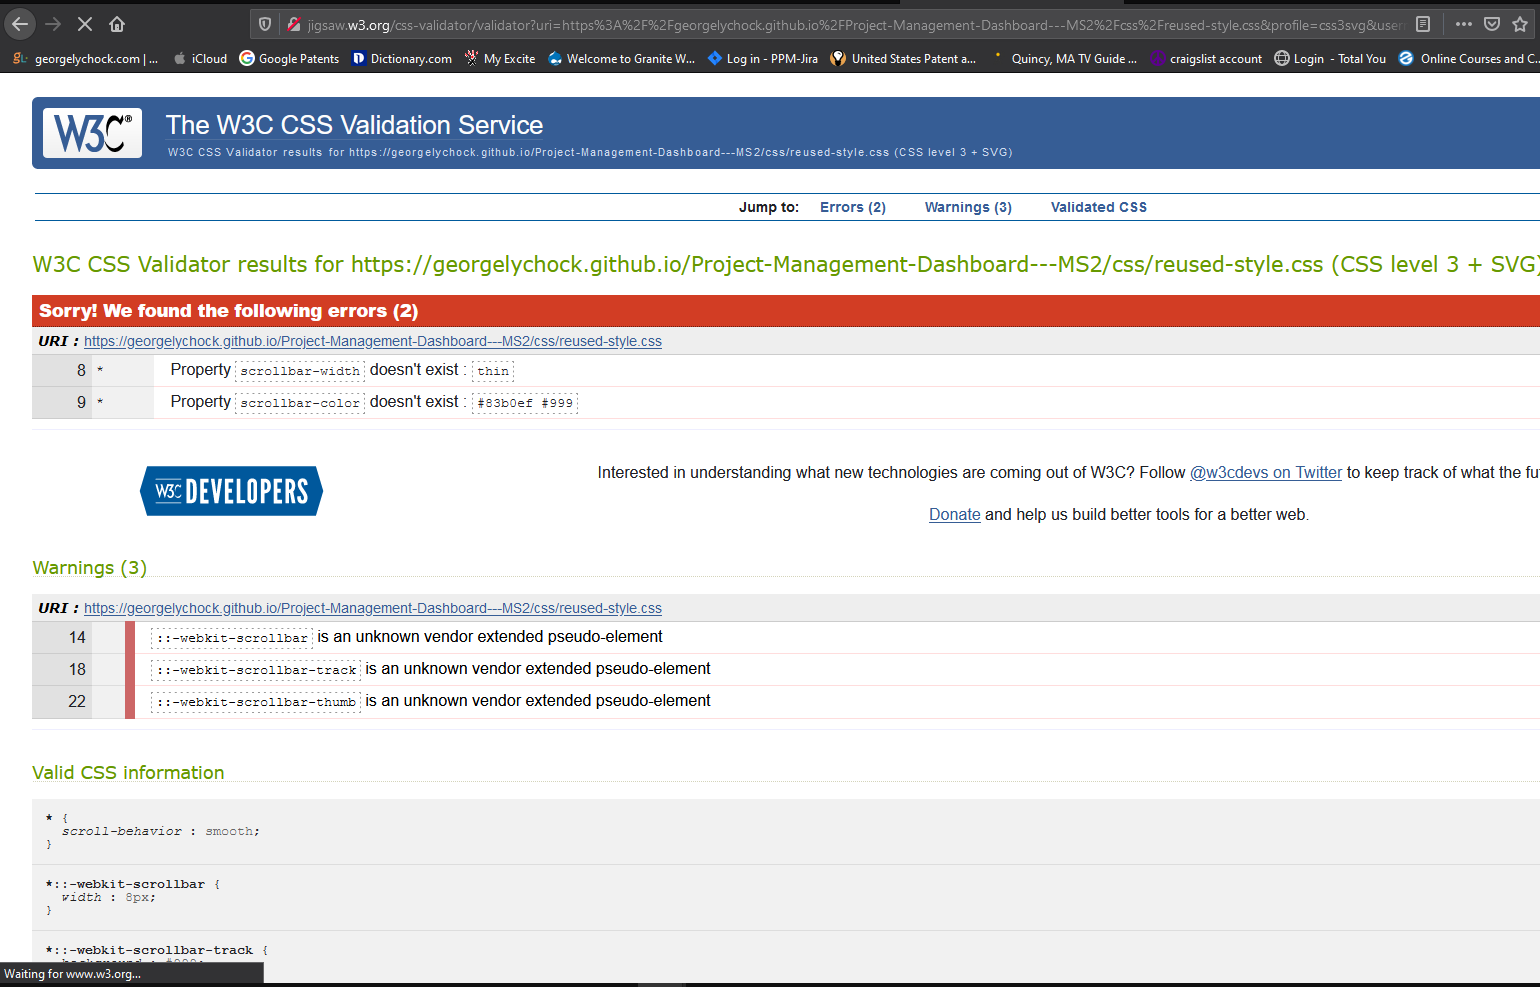 jigsaw.w3.org/css-validator/validator?uri=https%3A%2F%2Fgeorgelychock.github.io%2FProject-Management-Dashboard---MS2%2Fcss%2Freused-style.css&profile=css3svg&user
georgelychock.com | ... iCloud Google Patents Dictionary.com My Excite Welcome to Granite W... Log in - PPM-Jira United States Patent a... Quincy, MA TV Guide ... craigslist account Login - Total You Online Courses and C...
W3C® The W3C CSS Validation Service
W3C CSS Validator results for https://georgelychock.github.io/Project-Management-Dashboard---MS2/css/reused-style.css (CSS level 3 + SVG)
Jump to: Errors (2) Warnings (3) Validated CSS
W3C CSS Validator results for https://georgelychock.github.io/Project-Management-Dashboard---MS2/css/reused-style.css (CSS level 3 + SVG)
Sorry! We found the following errors (2)
URI : https://georgelychock.github.io/Project-Management-Dashboard---MS2/css/reused-style.css
8 * Property scrollbar-width doesn't exist : thin
9 * Property scrollbar-color doesn't exist : #83b0ef #999
W3C DEVELOPERS
Interested in understanding what new technologies are coming out of W3C? Follow @w3cdevs on Twitter to keep track of what the fu
Donate and help us build better tools for a better web.
Warnings (3)
URI : https://georgelychock.github.io/Project-Management-Dashboard---MS2/css/reused-style.css
14 ::-webkit-scrollbar is an unknown vendor extended pseudo-element
18 ::-webkit-scrollbar-track is an unknown vendor extended pseudo-element
22 ::-webkit-scrollbar-thumb is an unknown vendor extended pseudo-element
Valid CSS information
* {
scroll-behavior : smooth;
}
*::-webkit-scrollbar {
width : 8px;
}
*::-webkit-scrollbar-track {
Waiting for www.w3.org...